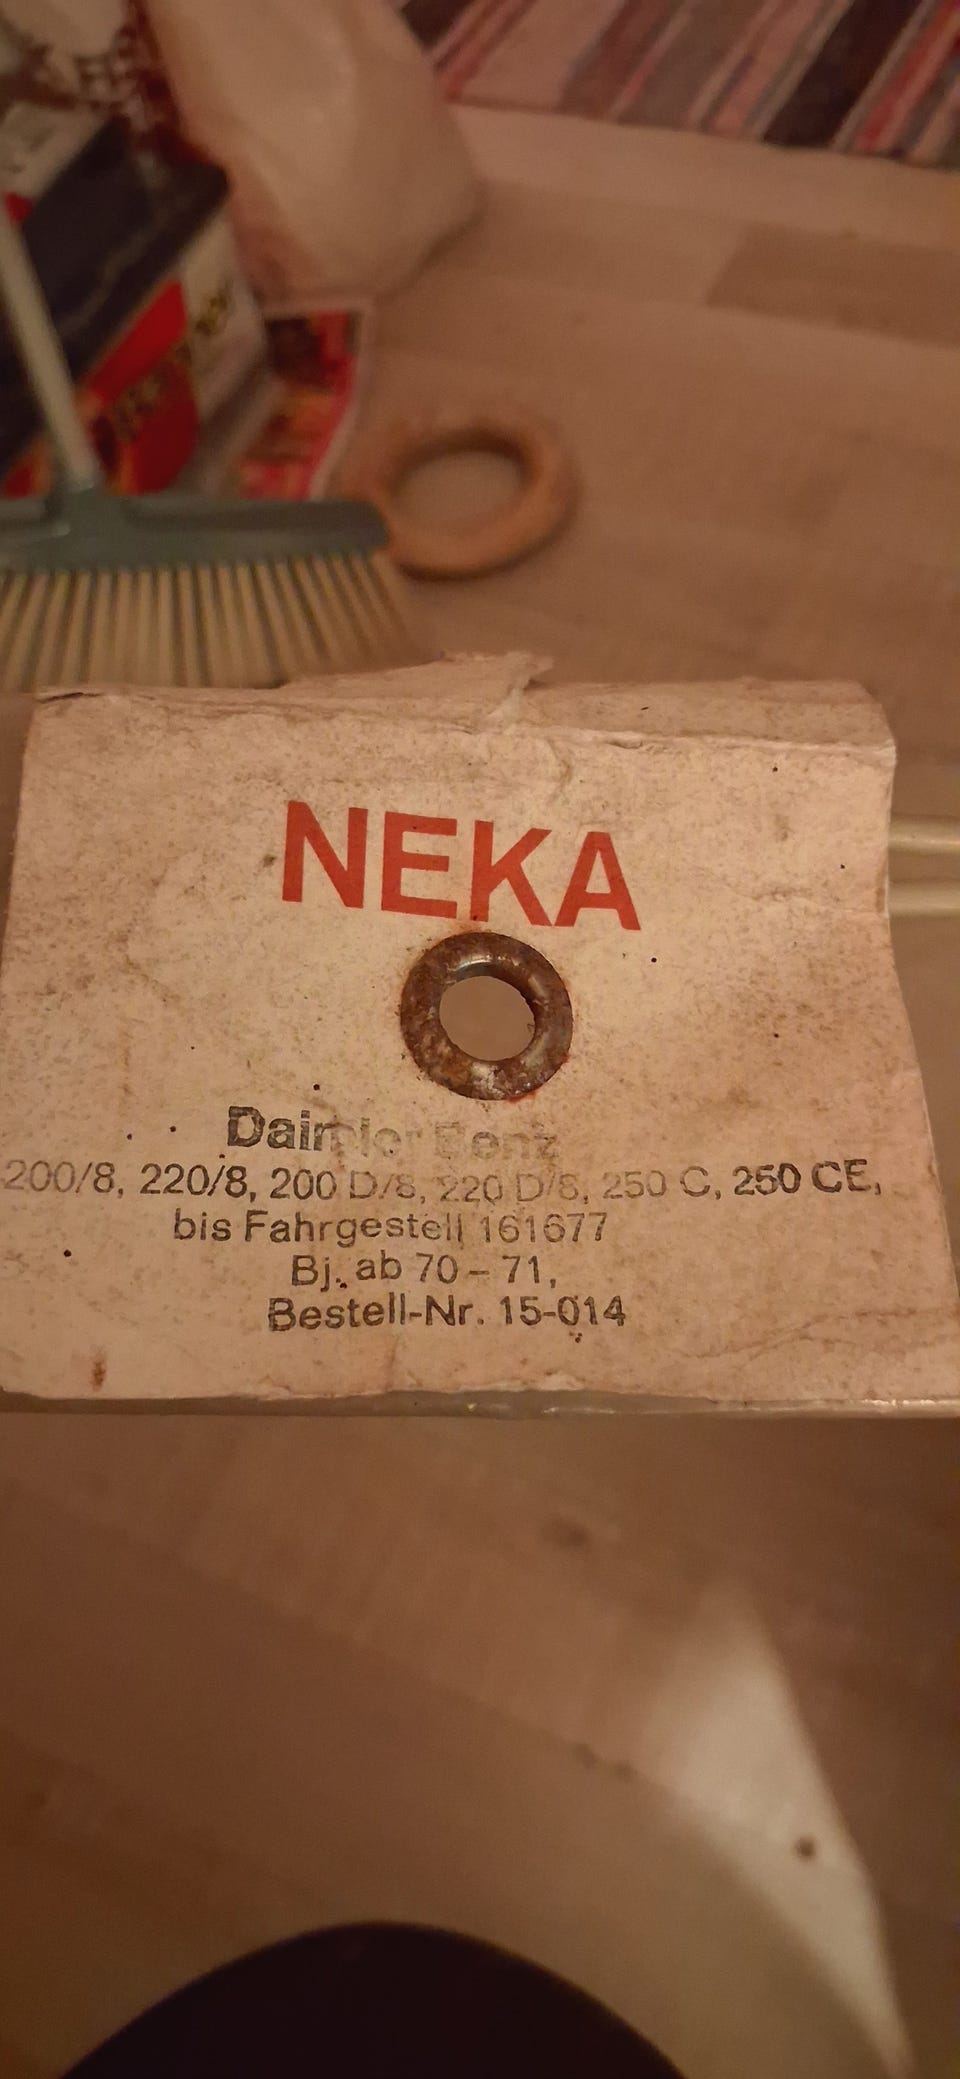 NEKA
Daimler Benz
200/8, 220/8, 200 D/8, 220 D/8, 250 C, 250 CE,
bis Fahrgestell 161677
Bj. ab 70 – 71,
Bestell-Nr. 15-014